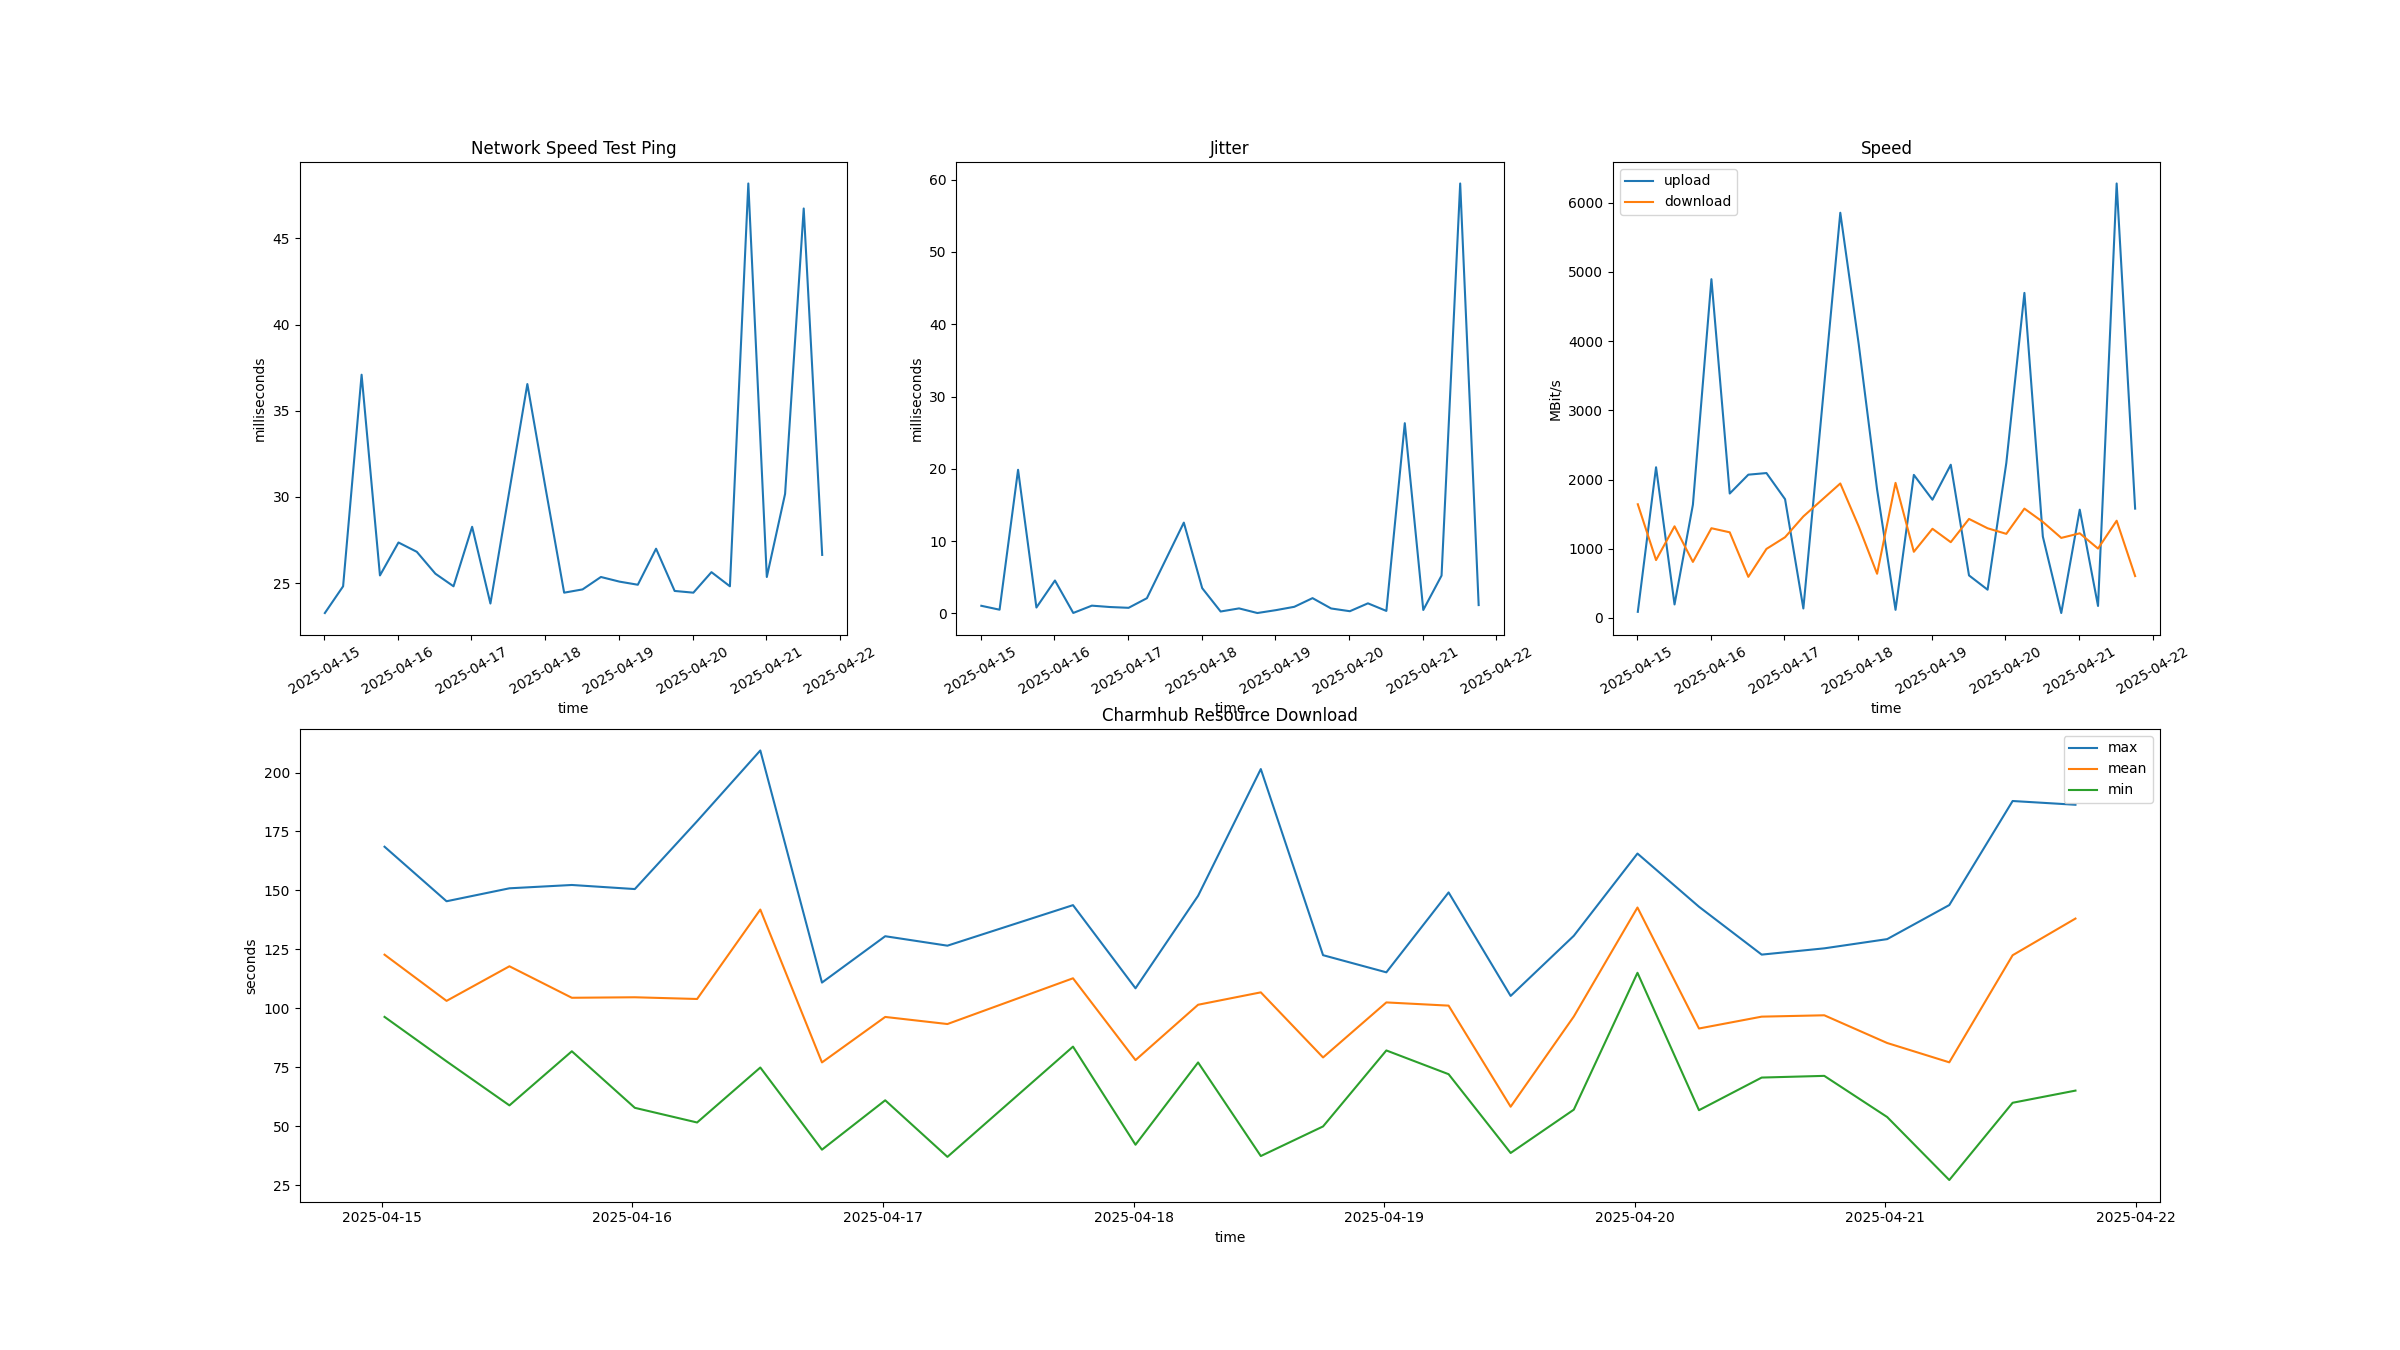 Network Speed Test Ping
milliseconds
45
40
35
30
25
2025-04-15 2025-04-16 2025-04-17 2025-04-18 2025-04-19 2025-04-20 2025-04-21 2025-04-22
time
Jitter
milliseconds
60
50
40
30
20
10
0
2025-04-15 2025-04-16 2025-04-17 2025-04-18 2025-04-19 2025-04-20 2025-04-21 2025-04-22
time
Speed
upload
download
MBit/s
6000
5000
4000
3000
2000
1000
0
2025-04-15 2025-04-16 2025-04-17 2025-04-18 2025-04-19 2025-04-20 2025-04-21 2025-04-22
time
Charmhub Resource Download
max
mean
min
seconds
200
175
150
125
100
75
50
25
2025-04-15 2025-04-16 2025-04-17 2025-04-18 2025-04-19 2025-04-20 2025-04-21 2025-04-22
time